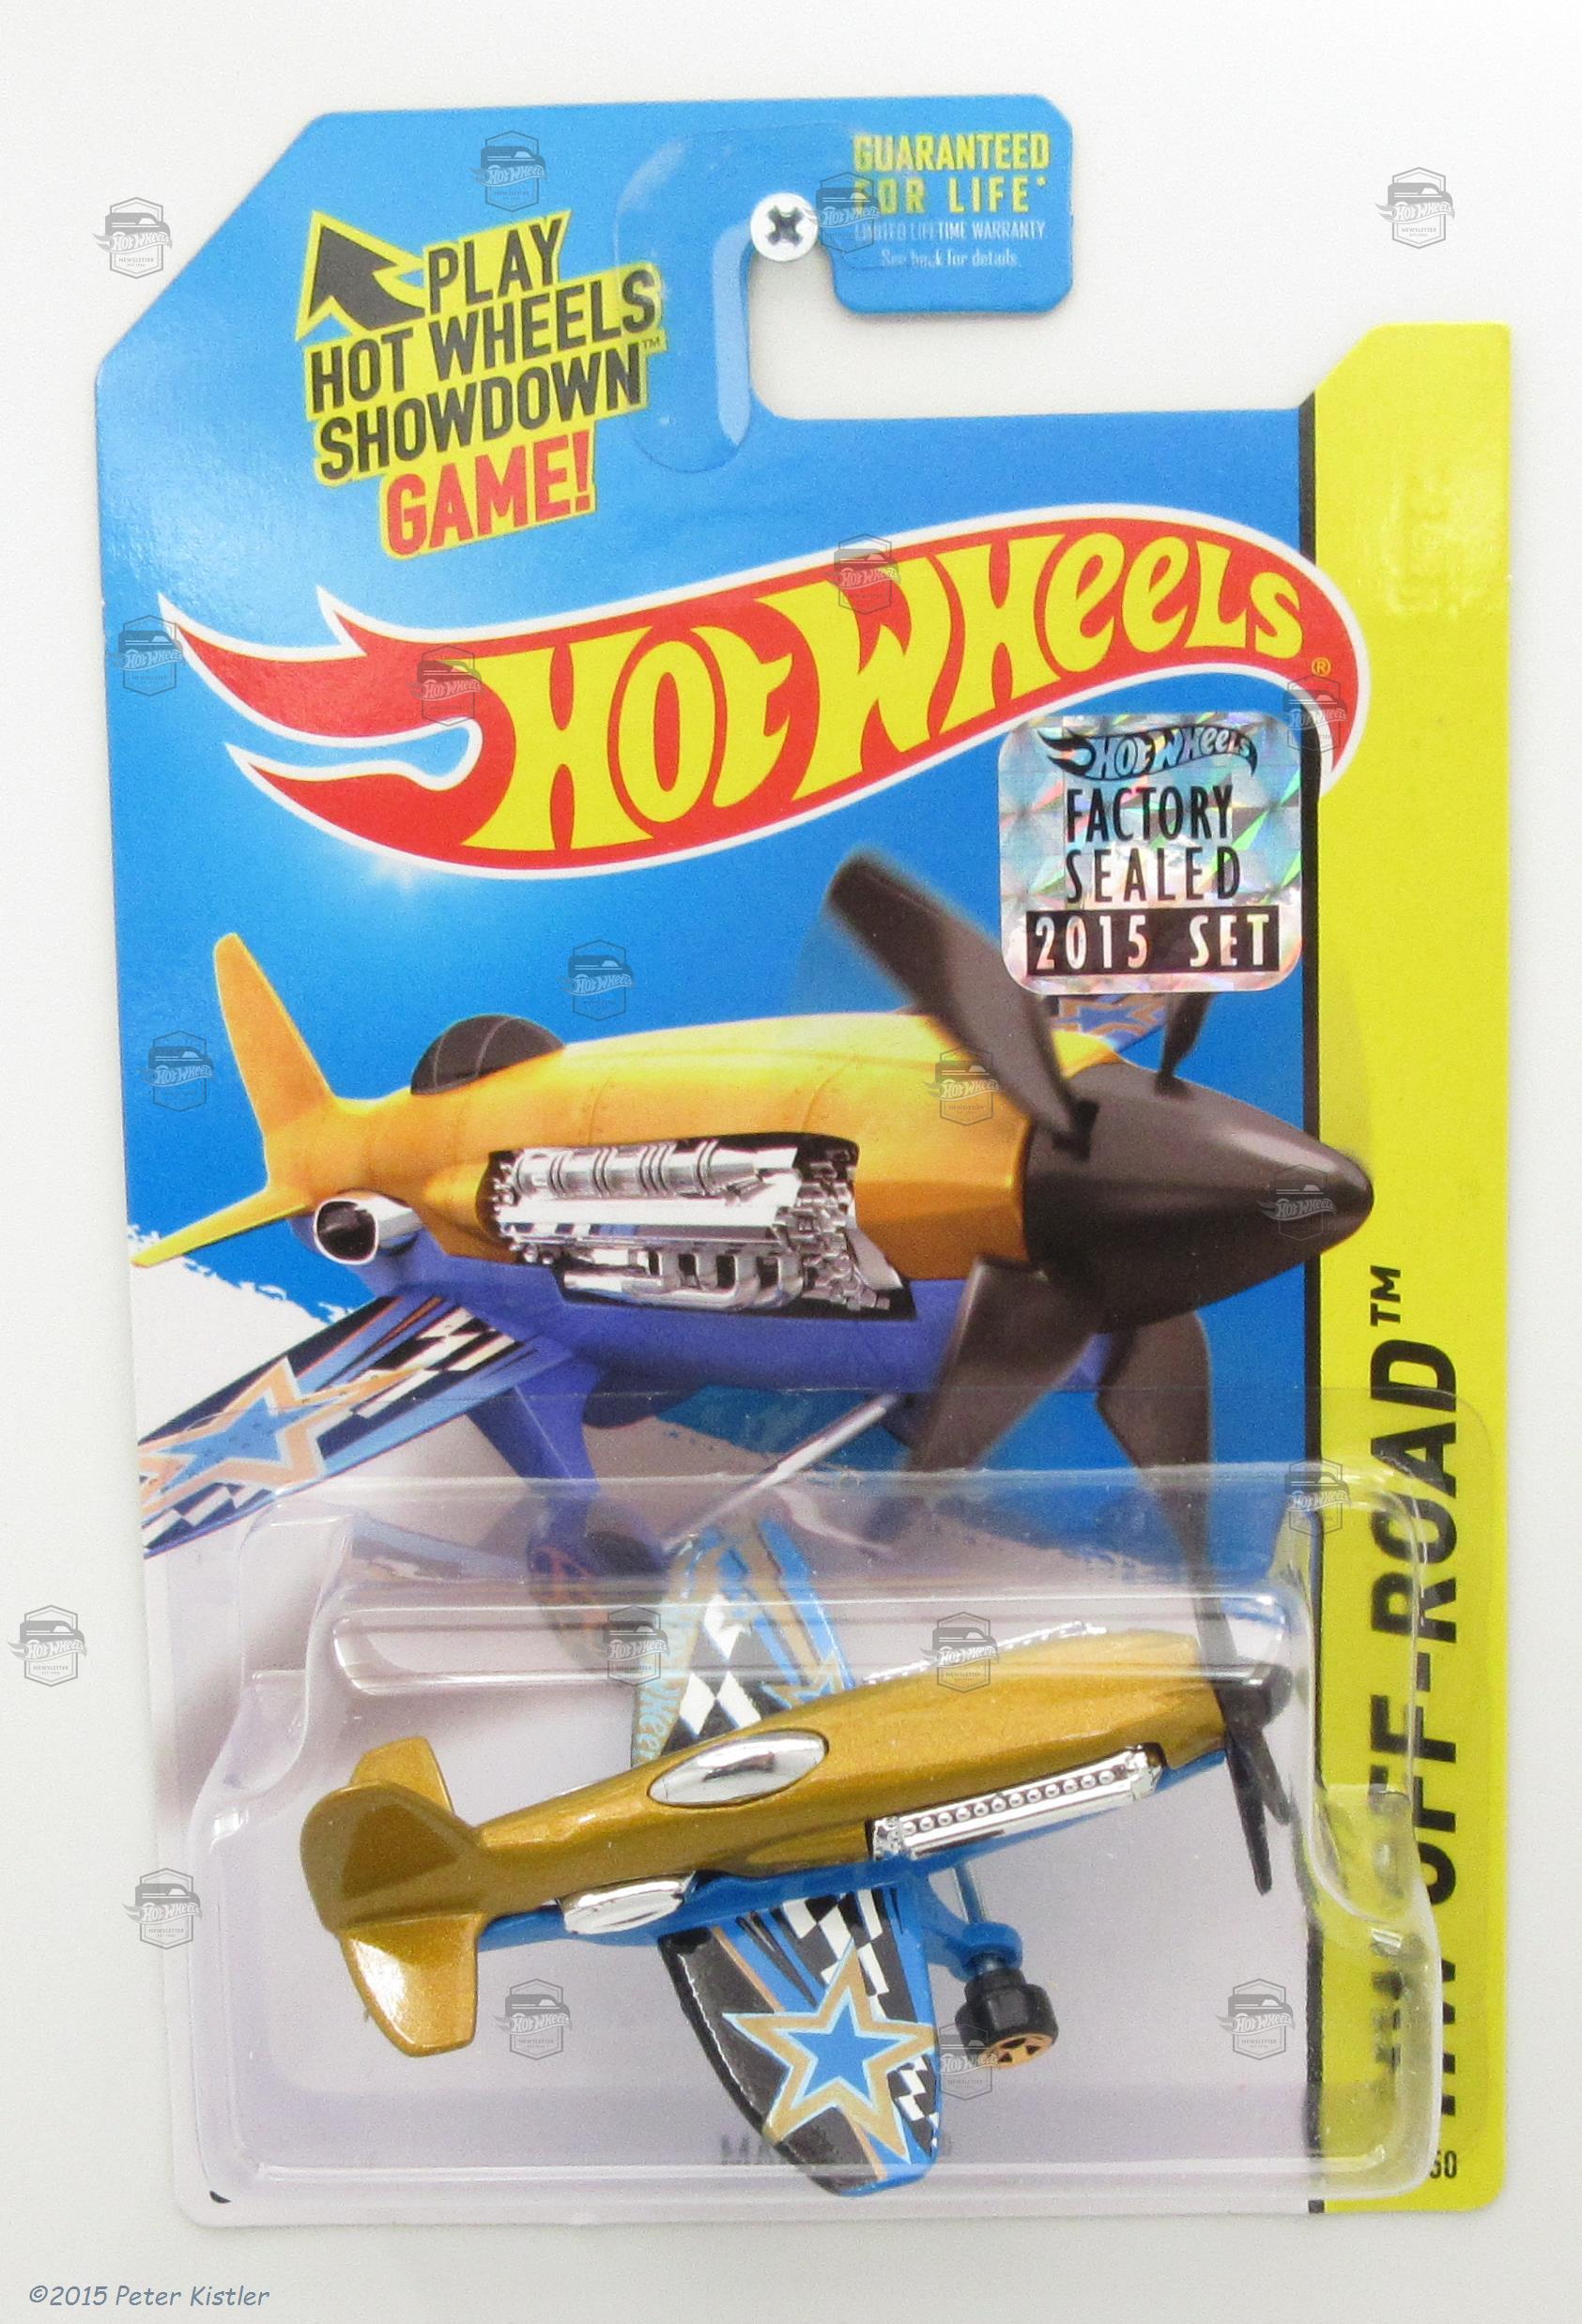 GUARANTEED
FOR LIFE*
LIMITED LIFETIME WARRANTY
See back for details.
PLAY
HOT WHEELS
SHOWDOWN™
GAME!
HOT WHEELS®
HOT WHEELS
FACTORY
SEALED
2015 SET
HW OFF-ROAD™
©2015 Peter Kistler